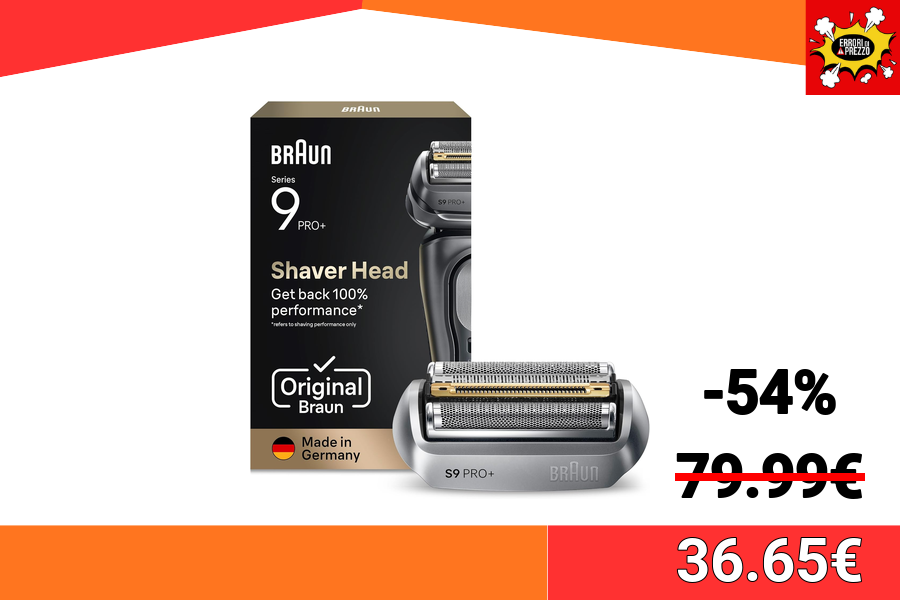 ERRORI DI
PREZZO
BRAUN
BRAUN
Series
9
PRO+
S9 PRO+
Shaver Head
Get back 100%
performance*
*refers to shaving performance only
Original
Braun
Made in
Germany
S9 PRO+
BRAUN
-54%
79.99€
36.65€